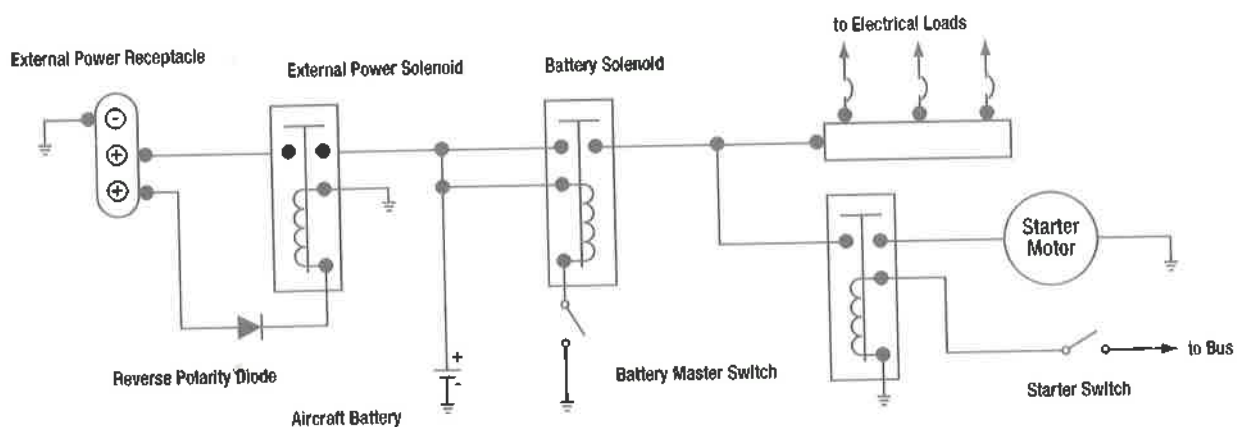 to Electrical Loads
External Power Receptacle
External Power Solenoid
Battery Solenoid
-
+
+
Starter
Motor
+
-
to Bus
Reverse Polarity Diode
Battery Master Switch
Starter Switch
Aircraft Battery